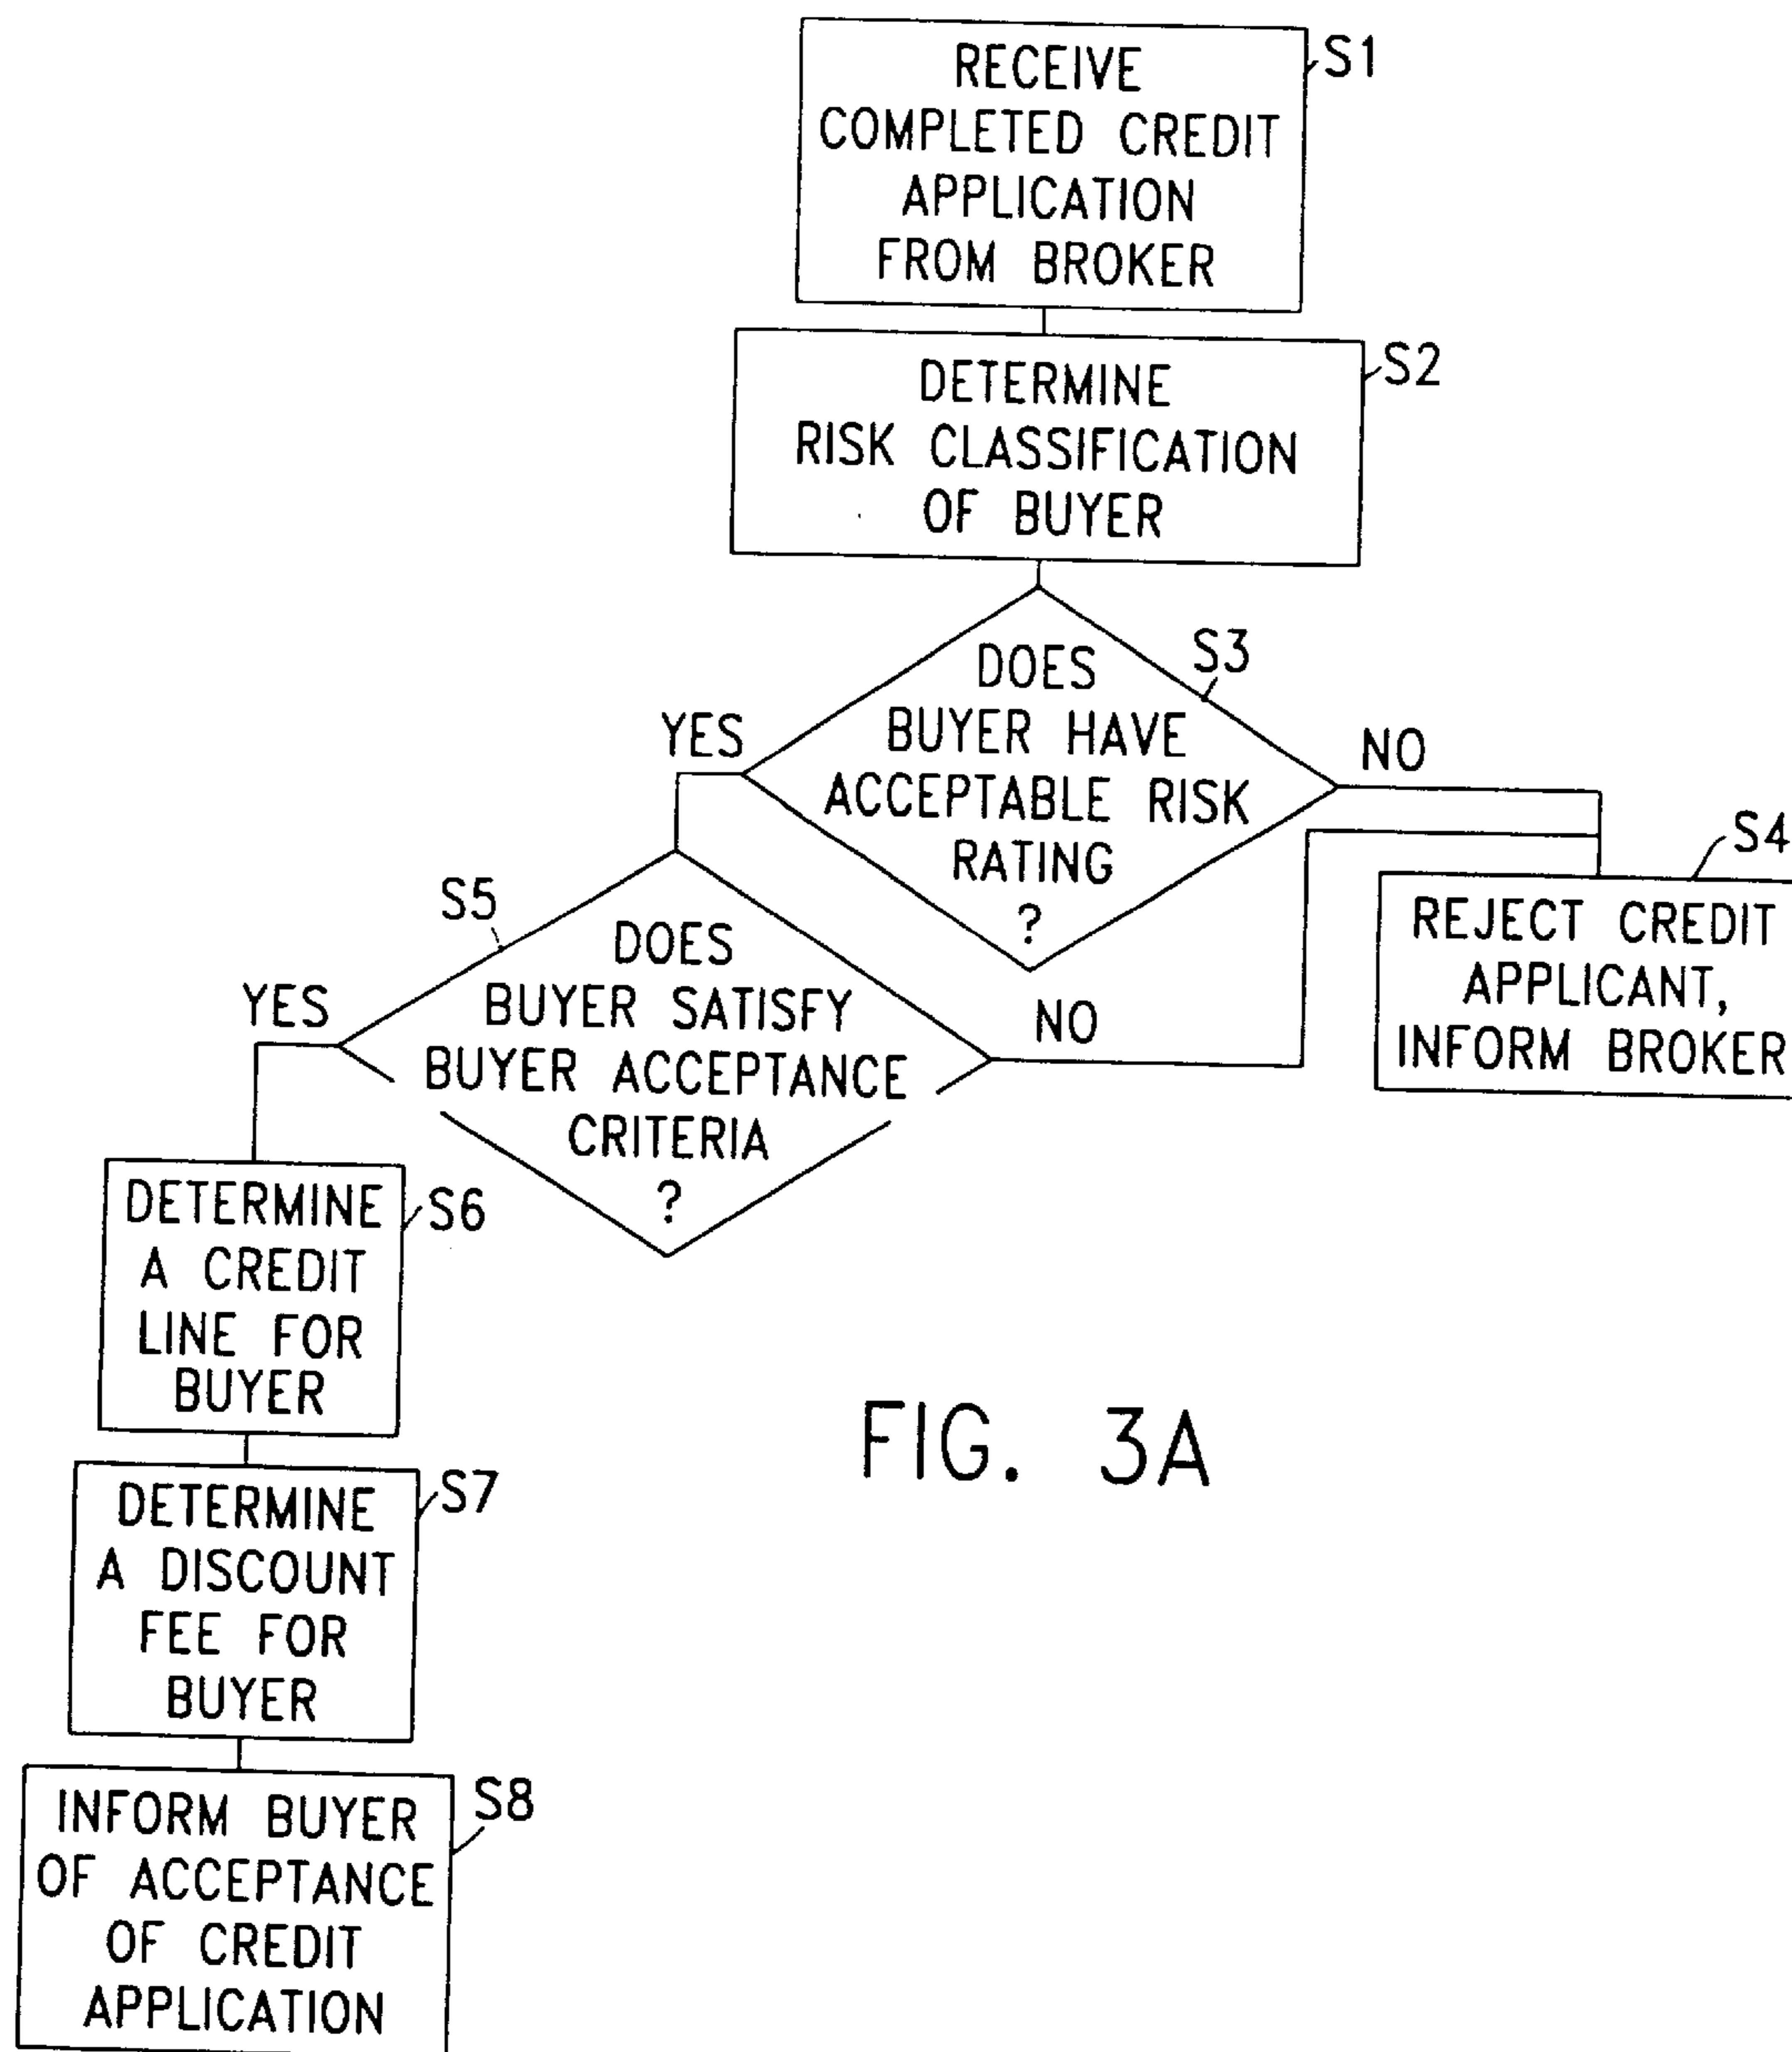 RECEIVE
COMPLETED CREDIT
APPLICATION
FROM BROKER
S1
DETERMINE
RISK CLASSIFICATION
OF BUYER
S2
DOES
BUYER HAVE
ACCEPTABLE RISK
RATING
?
S3
YES
NO
S4
REJECT CREDIT
APPLICANT,
INFORM BROKER
S5
DOES
BUYER SATISFY
BUYER ACCEPTANCE
CRITERIA
?
YES
NO
DETERMINE
A CREDIT
LINE FOR
BUYER
S6
DETERMINE
A DISCOUNT
FEE FOR
BUYER
S7
INFORM BUYER
OF ACCEPTANCE
OF CREDIT
APPLICATION
S8
FIG. 3A